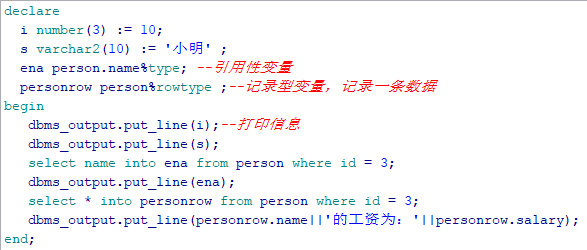 declare
  i number(3) := 10;
  s varchar2(10) := '小明' ;
  ena person.name%type; --引用性变量
  personrow person%rowtype ;--记录型变量，记录一条数据
begin
   dbms_output.put_line(i);--打印信息
   dbms_output.put_line(s);
   select name into ena from person where id = 3;
   dbms_output.put_line(ena);
   select * into personrow from person where id = 3;
   dbms_output.put_line(personrow.name||'的工资为：'||personrow.salary);
end;